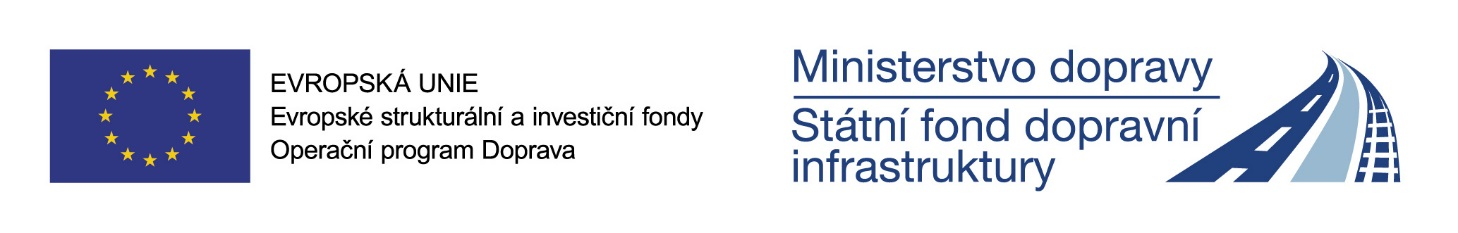 EVROPSKÁ UNIE
Evropské strukturální a investiční fondy
Operační program Doprava
Ministerstvo dopravy
Státní fond dopravní
infrastruktury